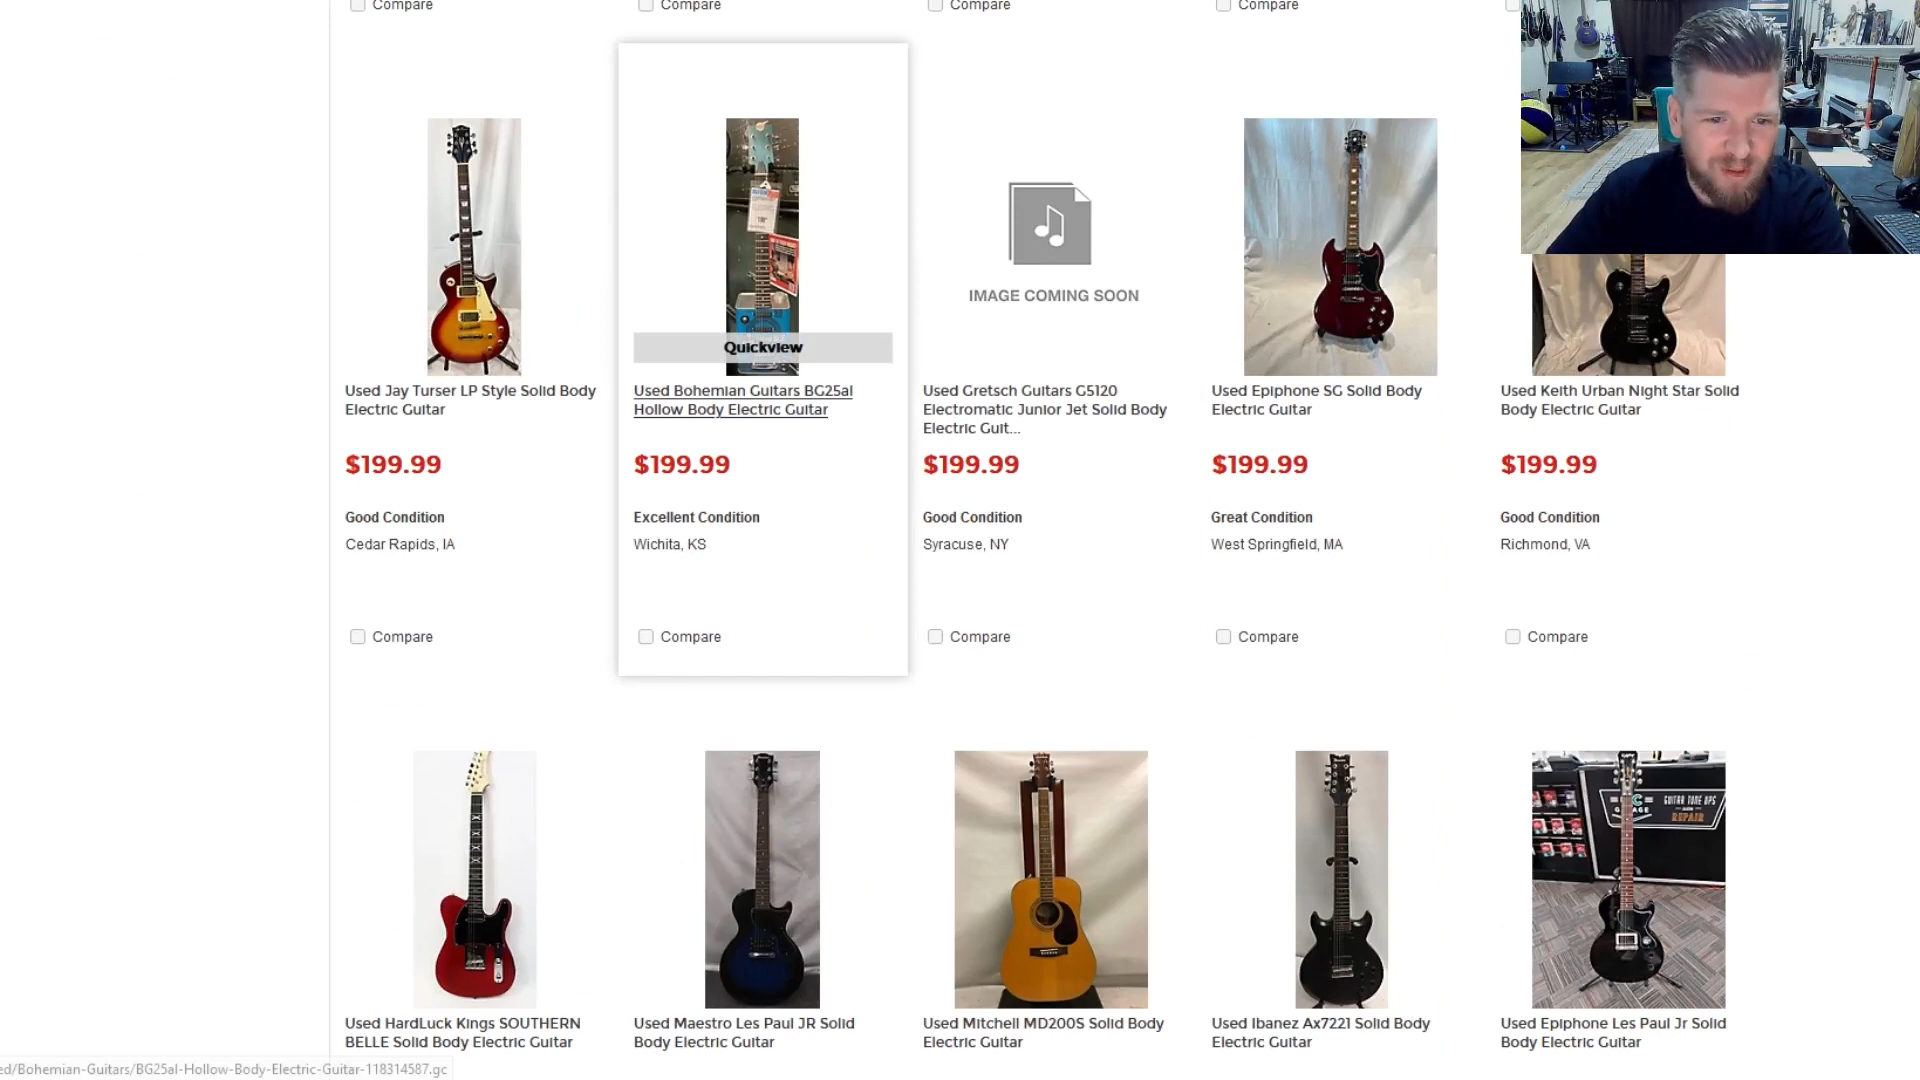 Compare
Compare
Compare
Compare
Quickview
IMAGE COMING SOON
Used Jay Turser LP Style Solid Body
Electric Guitar
$199.99
Good Condition
Cedar Rapids, IA
Compare
Used Bohemian Guitars BG25al
Hollow Body Electric Guitar
$199.99
Excellent Condition
Wichita, KS
Compare
Used Gretsch Guitars G5120
Electromatic Junior Jet Solid Body
Electric Guit...
$199.99
Good Condition
Syracuse, NY
Compare
Used Epiphone SG Solid Body
Electric Guitar
$199.99
Great Condition
West Springfield, MA
Compare
Used Keith Urban Night Star Solid
Body Electric Guitar
$199.99
Good Condition
Richmond, VA
Compare
GUITAR TUNE UPS
REPAIR
Used HardLuck Kings SOUTHERN
BELLE Solid Body Electric Guitar
Used Maestro Les Paul JR Solid
Body Electric Guitar
Used Mitchell MD200S Solid Body
Electric Guitar
Used Ibanez Ax7221 Solid Body
Electric Guitar
Used Epiphone Les Paul Jr Solid
Body Electric Guitar
ed/Bohemian-Guitars/BG25al-Hollow-Body-Electric-Guitar-118314587.gc